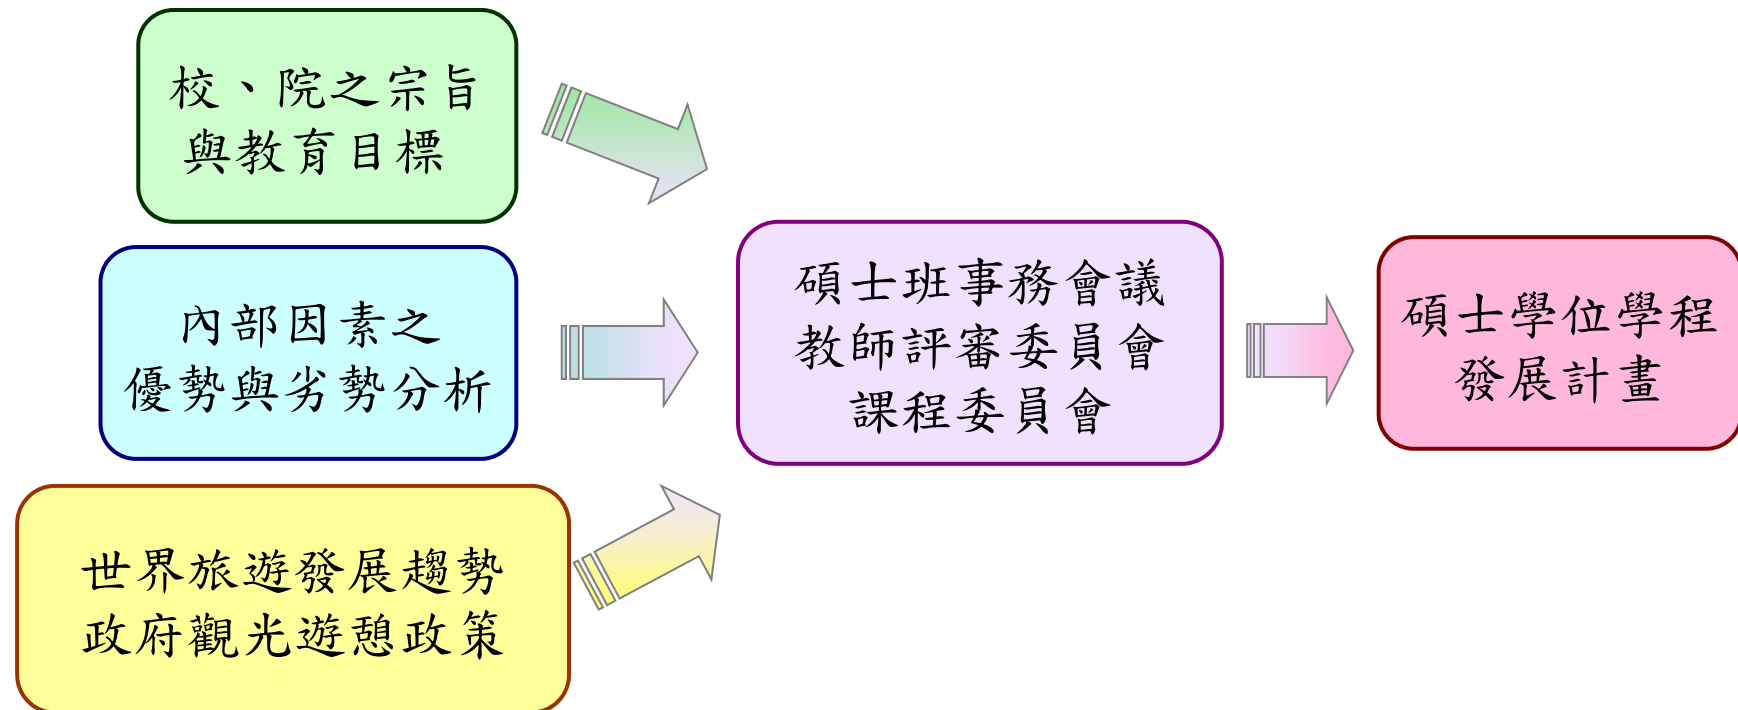 校、院之宗旨
與教育目標
內部因素之
優勢與劣勢分析
世界旅遊發展趨勢
政府觀光遊憩政策
碩士班事務會議
教師評審委員會
課程委員會
碩士學位學程
發展計畫